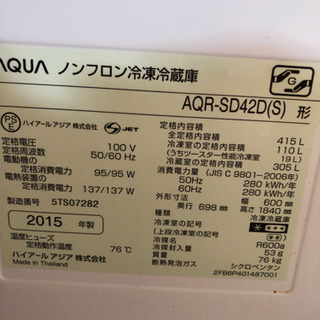 AQUA ノンフロン冷凍冷蔵庫
AQR-SD42D(S) 形
G
PS E ハイアール アジア 株式会社 JET
定格電圧 100 V
定格周波数 50/60 Hz
電動機の
定格消費電力 95/95 W
電熱装置の
定格消費電力 137/137 W
製造番号 5TS07282
2015 年製
温度ヒューズ
定格動作温度 76℃
ハイアール アジア 株式会社
Made in Thailand
定格内容積 415 L
冷凍室の定格内容積 110 L
(うちツースター性能冷凍室 19 L)
冷蔵室の定格内容積 305 L
消費電力量 (JIS C 9801-2006年)
50Hz 280 kWh/年
60Hz 280 kWh/年
外形寸法 幅 600 mm
奥行 698 mm 高さ 1840 mm
冷凍室の記号 冷凍冷蔵庫
(上段冷凍室の記号)
冷媒名 R600a
冷媒量 53 g
質量 76 kg
断熱発泡ガス シクロペンタン
2FB6P401487001